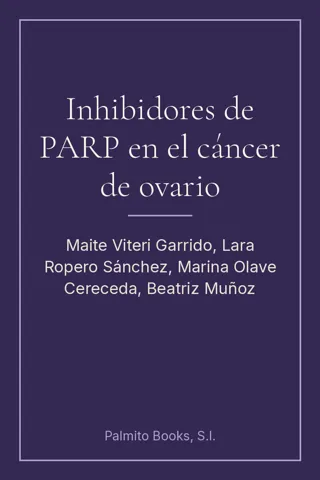 Inhibidores de
PARP en el cáncer
de ovario
Maite Viteri Garrido, Lara
Ropero Sánchez, Marina Olave
Cereceda, Beatriz Muñoz
Palmito Books, S.l.